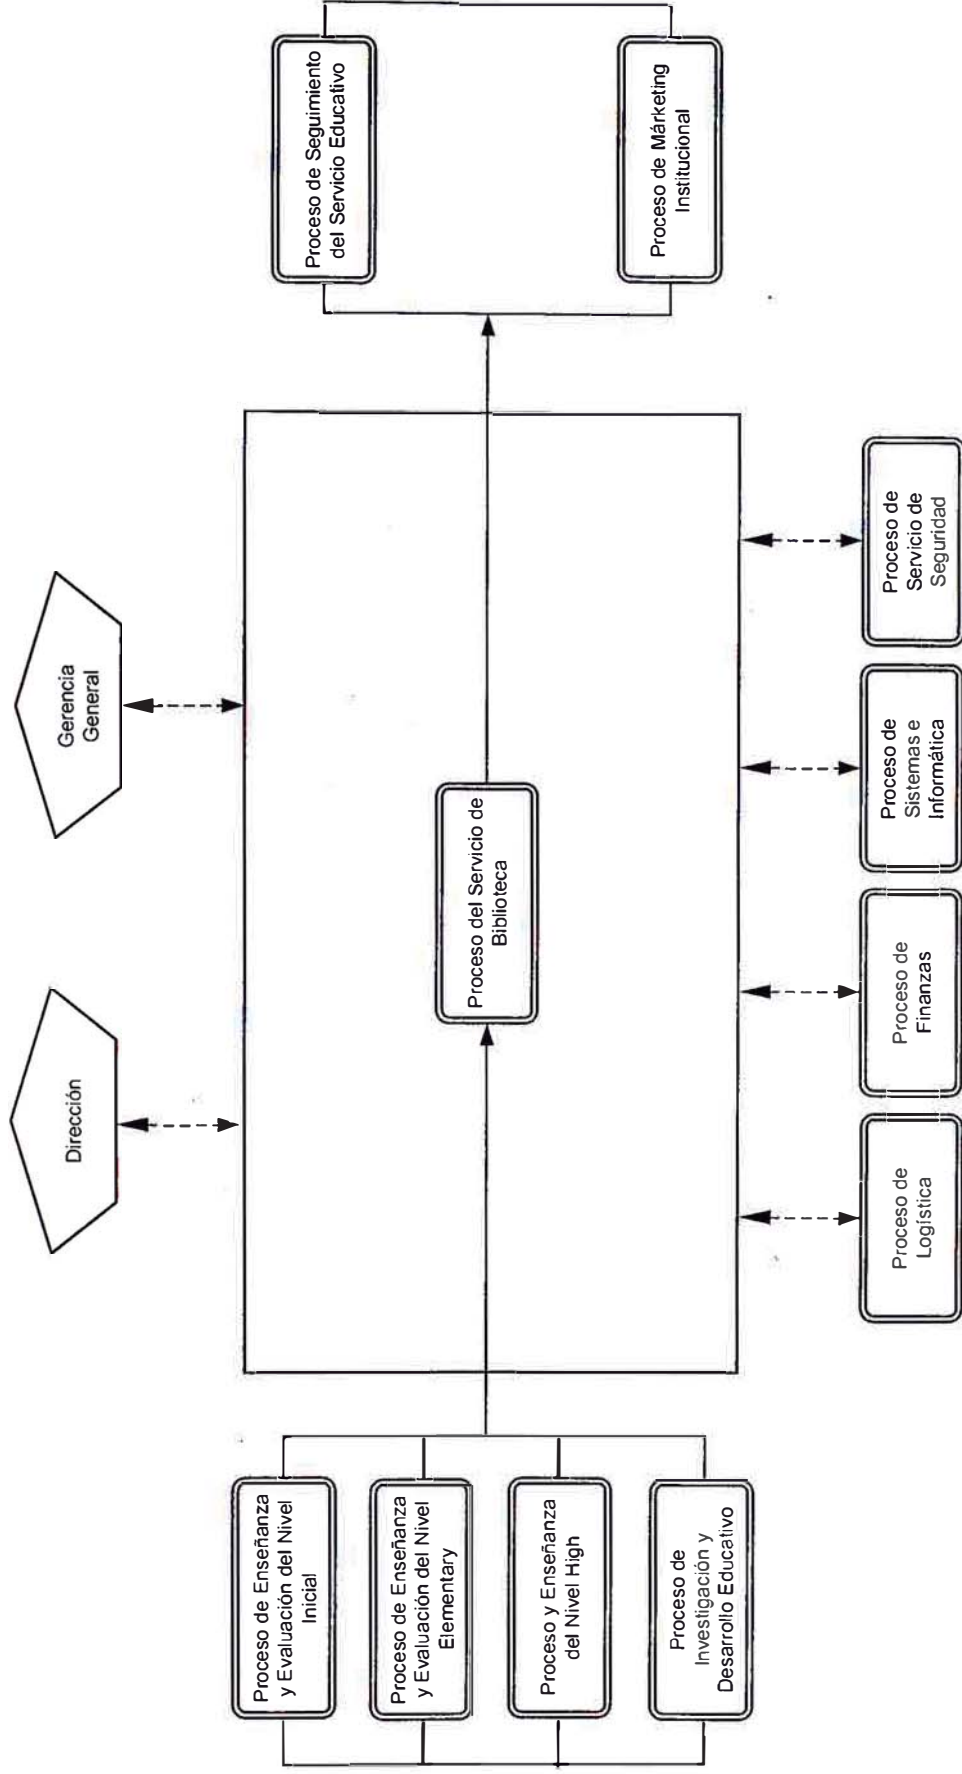 Dirección
Gerencia
General
Proceso de Enseñanza
y Evaluación del Nivel
Inicial
Proceso de Enseñanza
y Evaluación del Nivel
Elementary
Proceso y Enseñanza
del Nivel High
Proceso de
Investigación y
Desarrollo Educativo
Proceso del Servicio de
Biblioteca
Proceso de Seguimiento
del Servicio Educativo
Proceso de Márketing
Institucional
Proceso de
Logística
Proceso de
Finanzas
Proceso de
Sistemas e
Informática
Proceso de
Servicio de
Seguridad